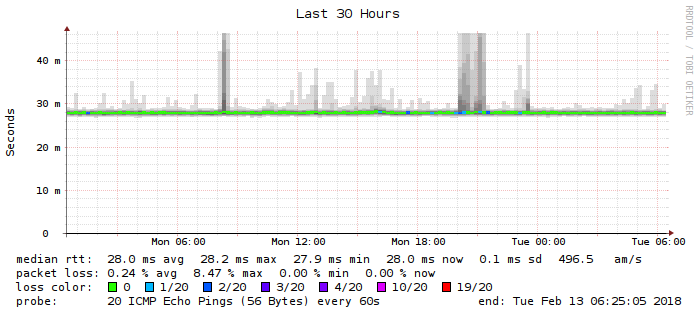 Last 30 Hours
RRDTOOL / TOBI OETIKER
Seconds
40 m
30 m
20 m
10 m
0
Mon 06:00 Mon 12:00 Mon 18:00 Tue 00:00 Tue 06:00
median rtt: 28.0 ms avg 28.2 ms max 27.9 ms min 28.0 ms now 0.1 ms sd 496.5 am/s
packet loss: 0.24 % avg 8.47 % max 0.00 % min 0.00 % now
loss color: 0 1/20 2/20 3/20 4/20 10/20 19/20
probe: 20 ICMP Echo Pings (56 Bytes) every 60s end: Tue Feb 13 06:25:05 2018